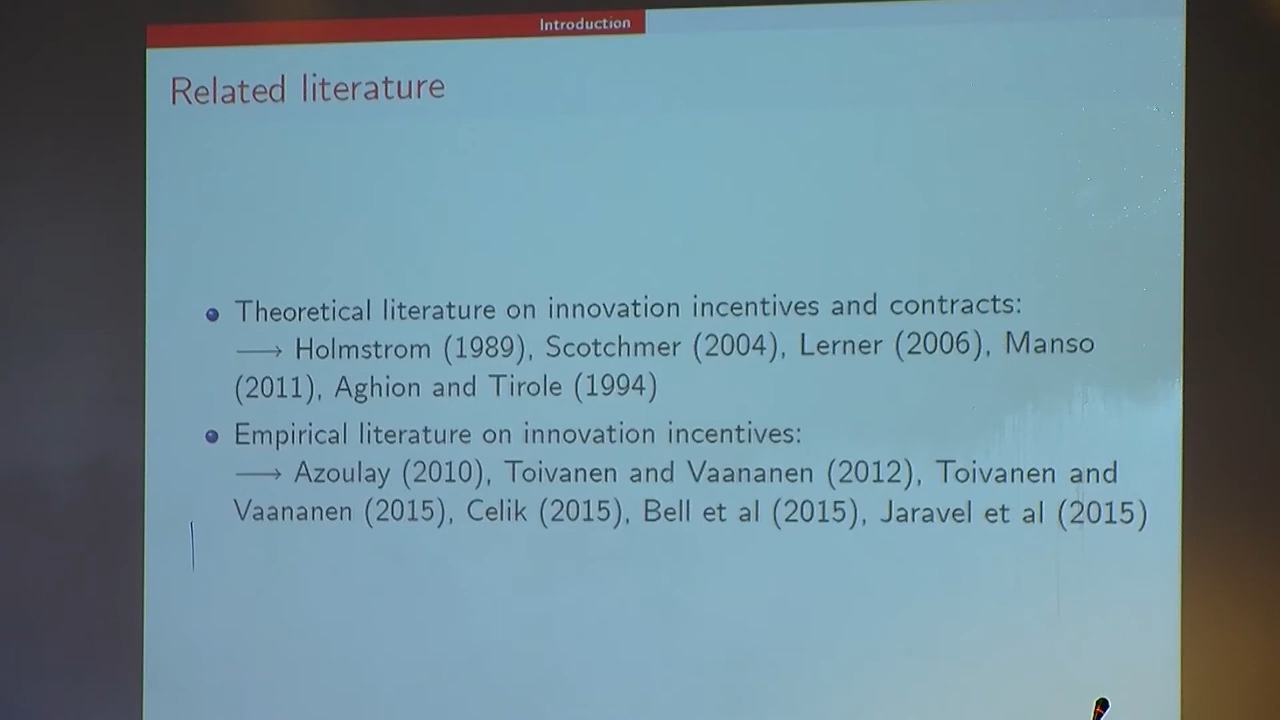 Introduction
Related literature
Theoretical literature on innovation incentives and contracts:
⟶ Holmstrom (1989), Scotchmer (2004), Lerner (2006), Manso
(2011), Aghion and Tirole (1994)
Empirical literature on innovation incentives:
⟶ Azoulay (2010), Toivanen and Vaananen (2012), Toivanen and
Vaananen (2015), Celik (2015), Bell et al (2015), Jaravel et al (2015)